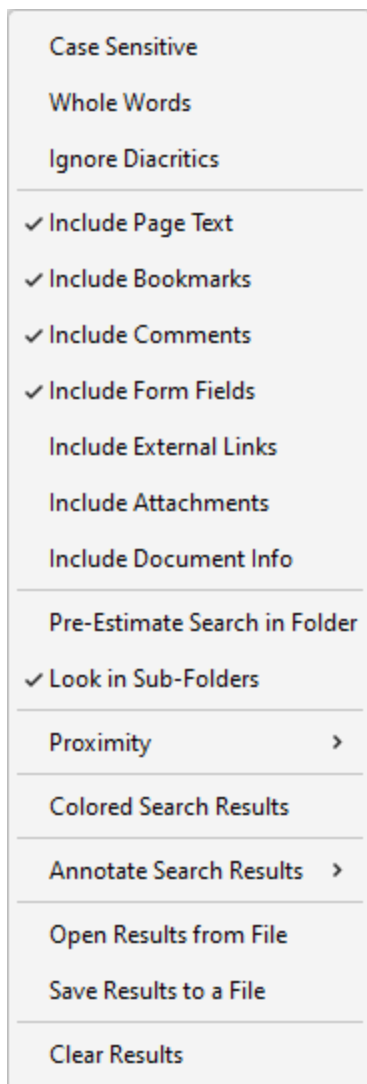 Case Sensitive
Whole Words
Ignore Diacritics
Include Page Text
Include Bookmarks
Include Comments
Include Form Fields
Include External Links
Include Attachments
Include Document Info
Pre-Estimate Search in Folder
Look in Sub-Folders
Proximity
Colored Search Results
Annotate Search Results
Open Results from File
Save Results to a File
Clear Results